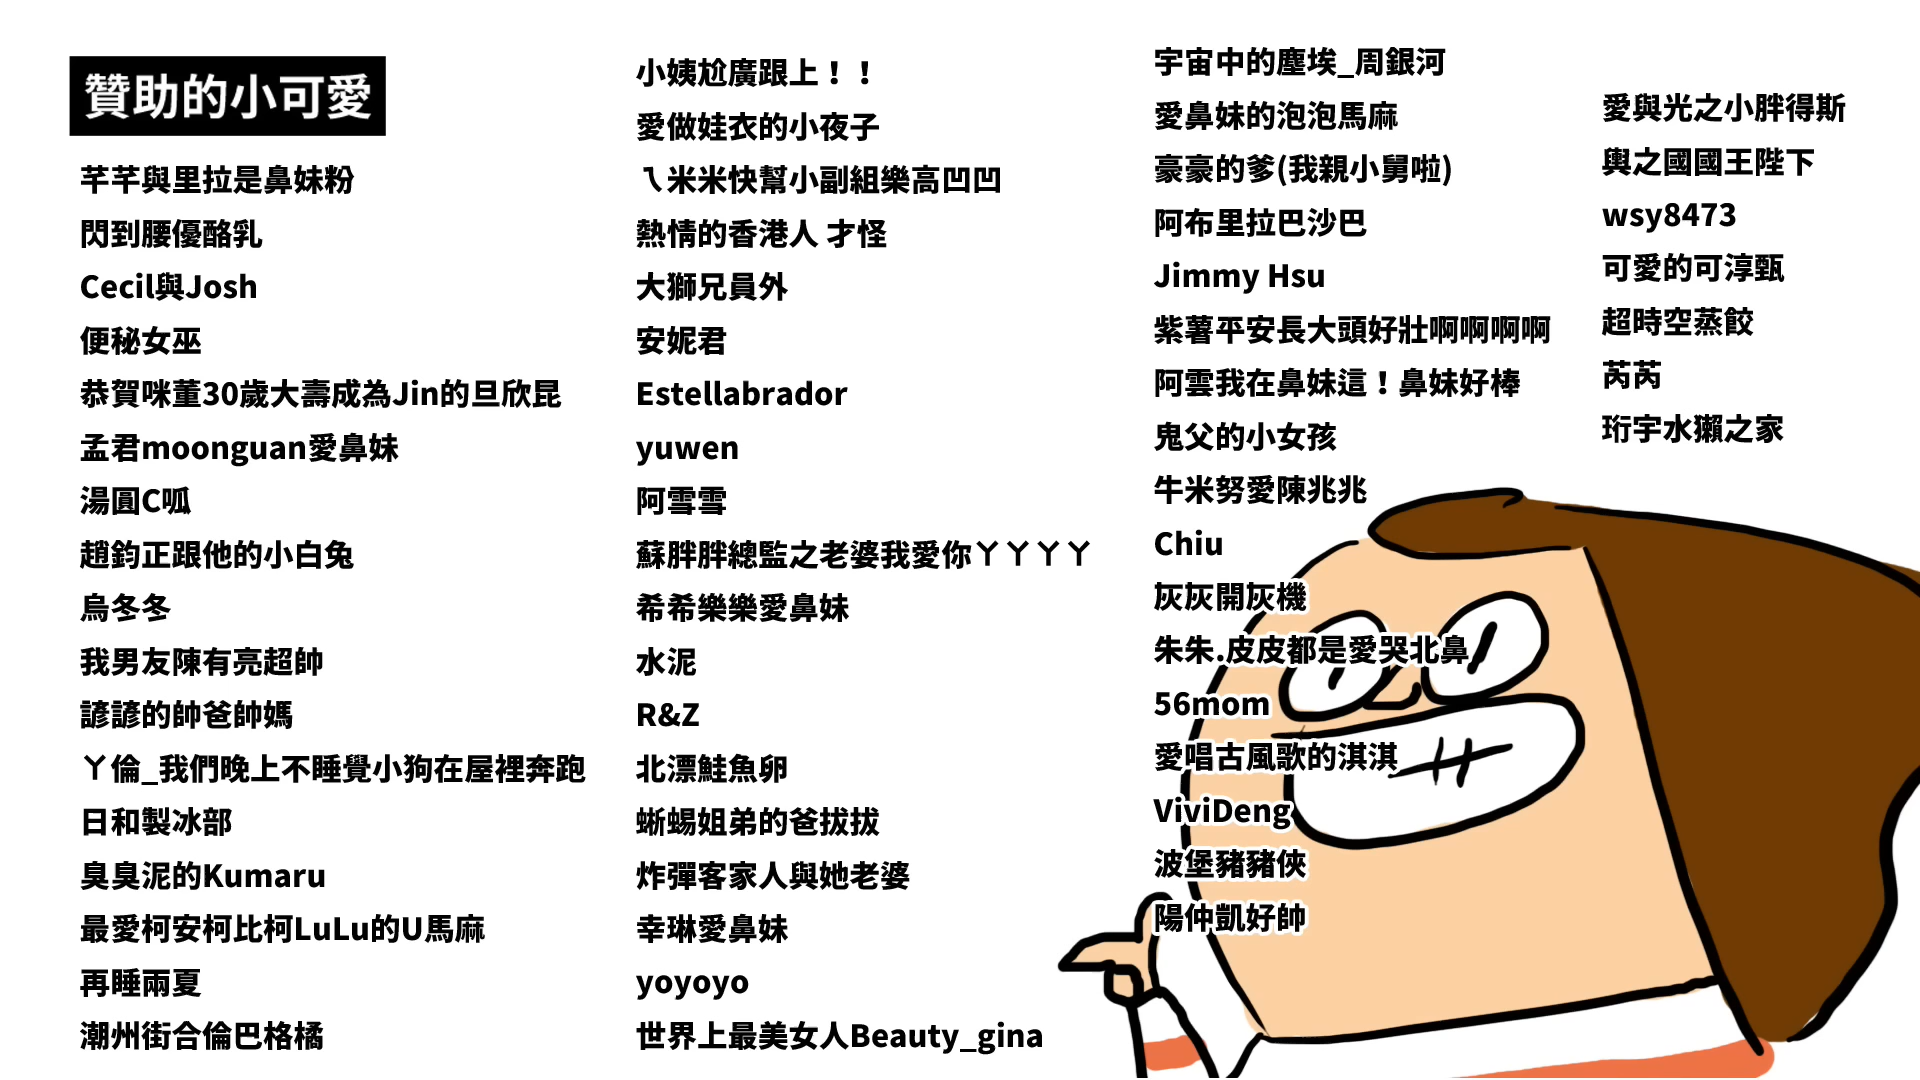 贊助的小可愛
芊芊與里拉是鼻妹粉
閃到腰優酪乳
Cecil與Josh
便秘女巫
恭賀咪董30歲大壽成為Jin的旦欣昆
孟君moonguan愛鼻妹
湯圓C呱
趙鈞正跟他的小白兔
烏冬冬
我男友陳有亮超帥
諺諺的帥爸帥媽
丫倫_我們晚上不睡覺小狗在屋裡奔跑
日和製冰部
臭臭泥的Kumaru
最愛柯安柯比柯LuLu的U馬麻
再睡兩夏
潮州街合倫巴格橘
小姨尬廣跟上！！
愛做娃衣的小夜子
ㄟ米米快幫小副組樂高凹凹
熱情的香港人 才怪
大獅兄員外
安妮君
Estellabrador
yuwen
阿雪雪
蘇胖胖總監之老婆我愛你丫丫丫丫
希希樂樂愛鼻妹
水泥
R&Z
北漂鮭魚卵
蜥蜴姐弟的爸拔拔
炸彈客家人與她老婆
幸琳愛鼻妹
yoyoyo
世界上最美女人Beauty_gina
宇宙中的塵埃_周銀河
愛鼻妹的泡泡馬麻
豪豪的爹(我親小舅啦)
阿布里拉巴沙巴
Jimmy Hsu
紫薯平安長大頭好壯啊啊啊啊
阿雲我在鼻妹這！鼻妹好棒
鬼父的小女孩
牛米努愛陳兆兆
Chiu
灰灰開灰機
朱朱.皮皮都是愛哭北鼻
56mom
愛唱古風歌的淇淇
ViviDeng
波堡豬豬俠
陽仲凱好帥
愛與光之小胖得斯
輿之國國王陛下
wsy8473
可愛的可淳甄
超時空蒸餃
芮芮
珩宇水獺之家